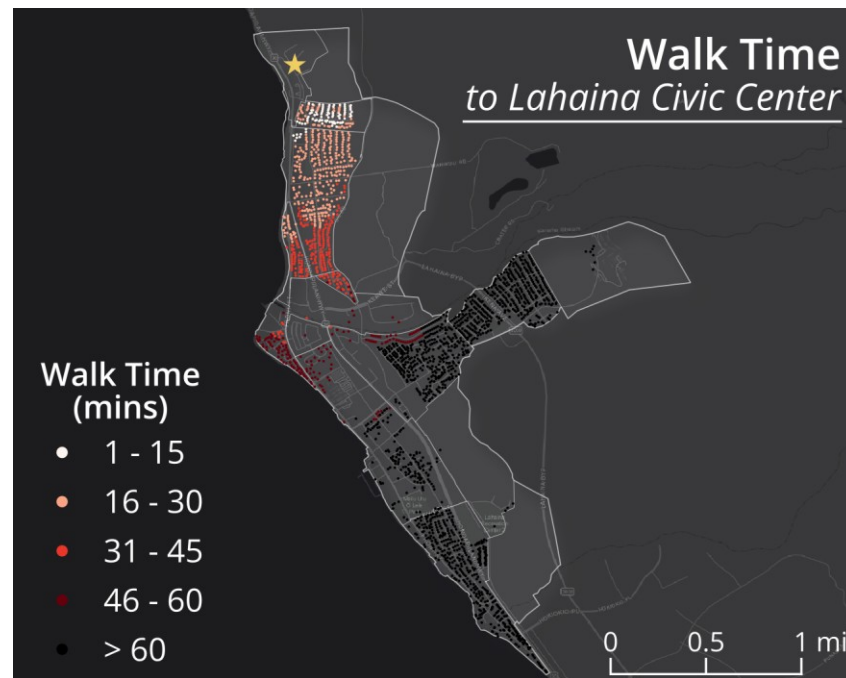 Walk Time
to Lahaina Civic Center
Walk Time
(mins)
1 - 15
16 - 30
31 - 45
46 - 60
> 60
0 0.5 1 mi